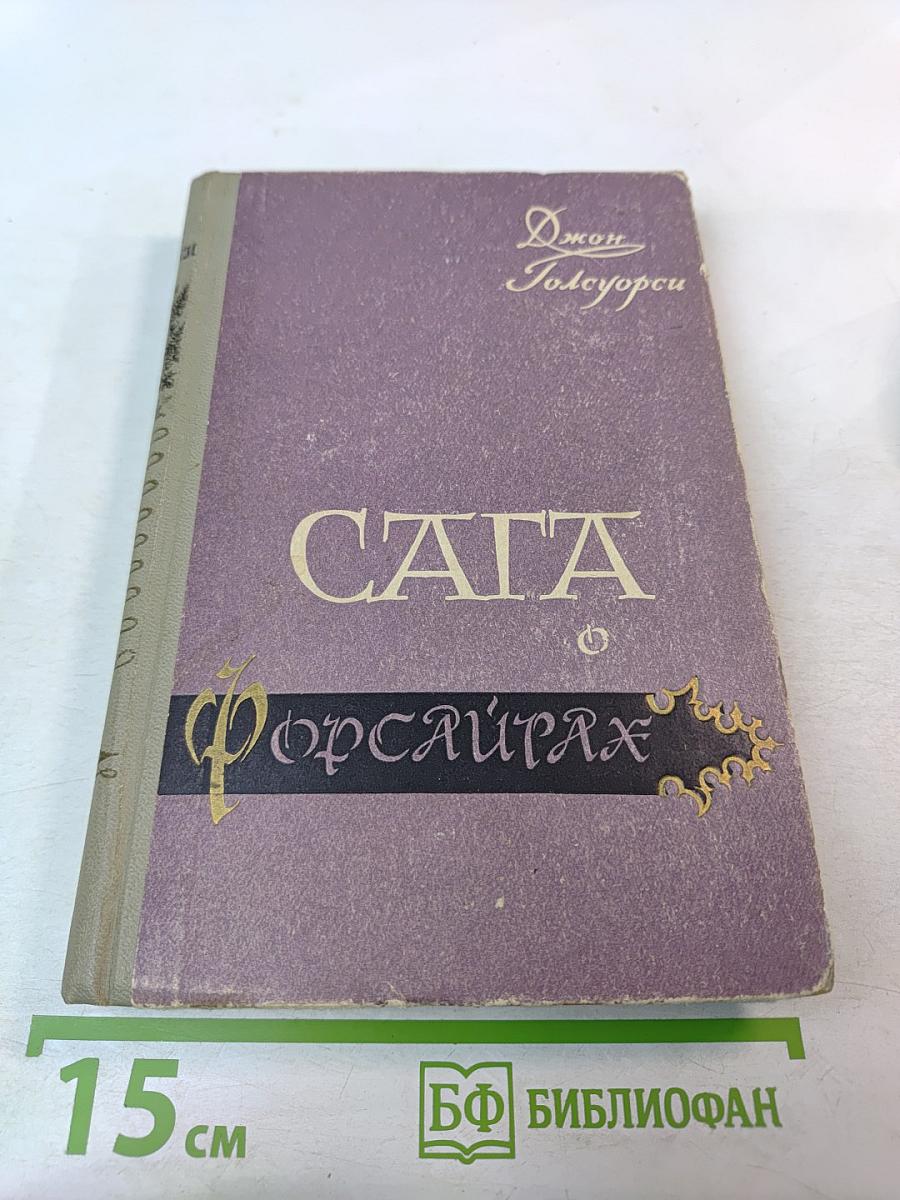 Джон
Голсуорси
САГА
О
ФОРСАЙТАХ
15 см
БФ БИБЛИОФАН